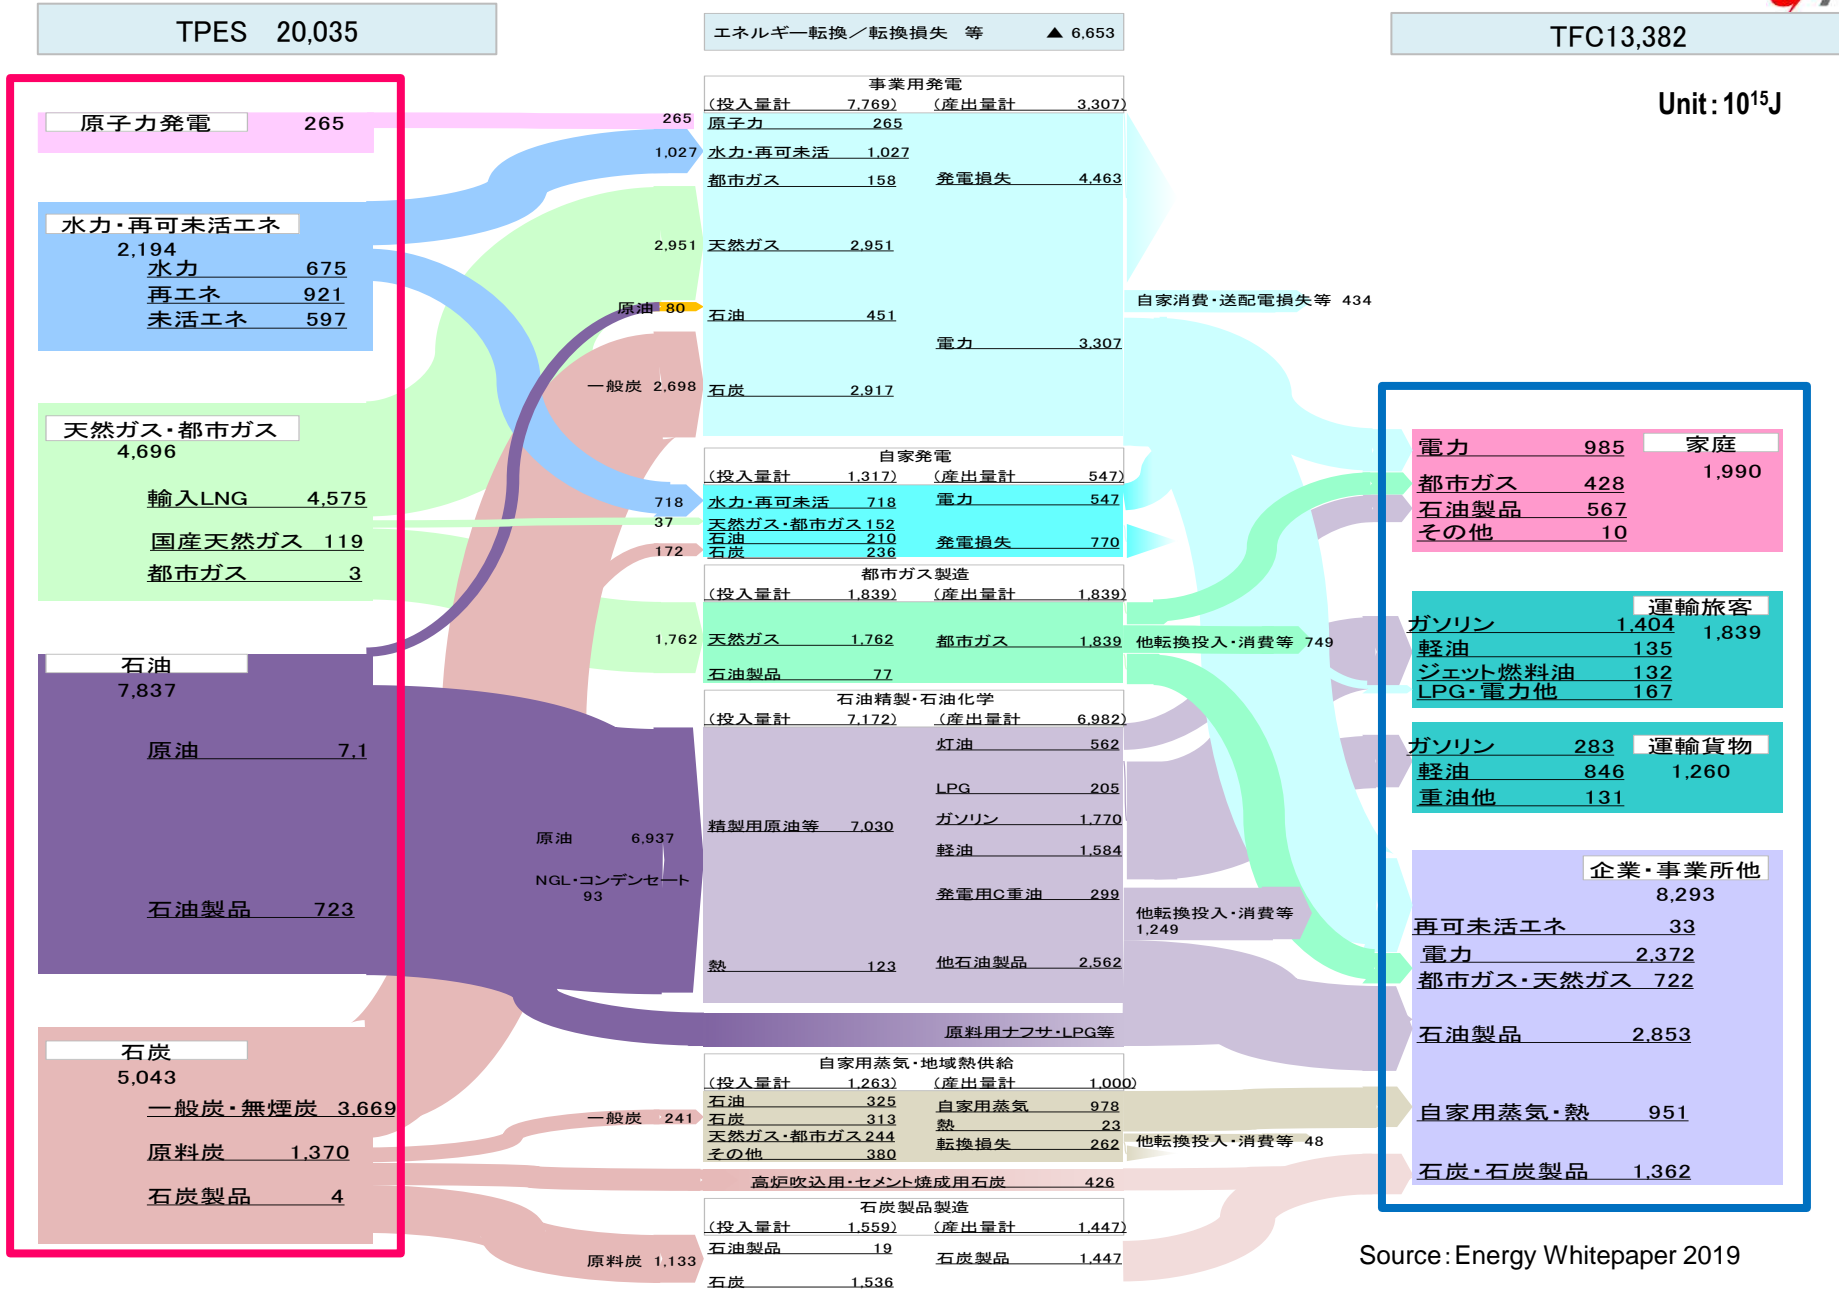 TPES 20,035
エネルギー転換／転換損失 等 ▲ 6,653
TFC13,382
Unit：10¹⁵J
原子力発電 265
水力・再可未活エネ
2,194
水力 675
再エネ 921
未活エネ 597
天然ガス・都市ガス
4,696
輸入LNG 4,575
国産天然ガス 119
都市ガス 3
石油
7,837
原油 7,1
石油製品 723
石炭
5,043
一般炭・無煙炭 3,669
原料炭 1,370
石炭製品 4
265
1,027
2,951
原油 80
一般炭 2,698
718
37
172
1,762
原油 6,937
NGL・コンデンセート
93
一般炭 241
原料炭 1,133
事業用発電
(投入量計 7,769) (産出量計 3,307)
原子力 265
水力・再可未活 1,027
都市ガス 158 発電損失 4,463
天然ガス 2,951
石油 451
電力 3,307
石炭 2,917
自家発電
(投入量計 1,317) (産出量計 547)
水力・再可未活 718 電力 547
天然ガス・都市ガス 152
石油 210
石炭 236 発電損失 770
都市ガス製造
(投入量計 1,839) (産出量計 1,839)
天然ガス 1,762 都市ガス 1,839
石油製品 77
石油精製・石油化学
(投入量計 7,172) (産出量計 6,982)
灯油 562
LPG 205
精製用原油等 7,030 ガソリン 1,770
軽油 1,584
発電用C重油 299
熱 123 他石油製品 2,562
原料用ナフサ・LPG等
自家用蒸気・地域熱供給
(投入量計 1,263) (産出量計 1,000)
石油 325 自家用蒸気 978
石炭 313 熱 23
天然ガス・都市ガス 244 転換損失 262
その他 380
高炉吹込用・セメント焼成用石炭 426
石炭製品製造
(投入量計 1,559) (産出量計 1,447)
石油製品 19 石炭製品 1,447
石炭 1,536
自家消費・送配電損失等 434
他転換投入・消費等 749
他転換投入・消費等
1,249
他転換投入・消費等 48
家庭
1,990
電力 985
都市ガス 428
石油製品 567
その他 10
運輸旅客
1,839
ガソリン 1,404
軽油 135
ジェット燃料油 132
LPG・電力他 167
運輸貨物
1,260
ガソリン 283
軽油 846
重油他 131
企業・事業所他
8,293
再可未活エネ 33
電力 2,372
都市ガス・天然ガス 722
石油製品 2,853
自家用蒸気・熱 951
石炭・石炭製品 1,362
Source：Energy Whitepaper 2019